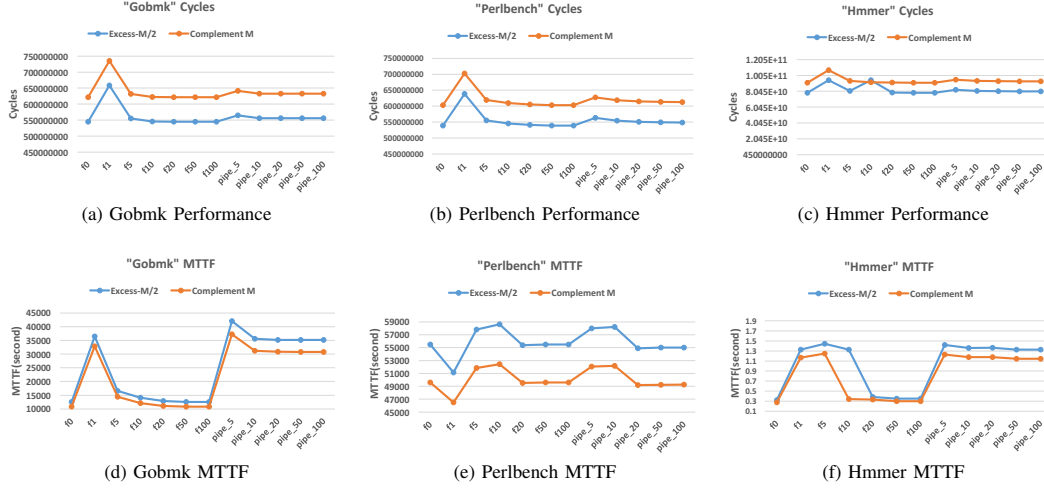 "Gobmk" Cycles
Excess-M/2 Complement M
Cycles
750000000
700000000
650000000
600000000
550000000
500000000
450000000
f0 f1 f5 f10 f20 f50 f100 pipe_5 pipe_10 pipe_20 pipe_50 pipe_100
(a) Gobmk Performance
"Perlbench" Cycles
Excess-M/2 Complement M
Cycles
750000000
700000000
650000000
600000000
550000000
500000000
450000000
f0 f1 f5 f10 f20 f50 f100 pipe_5 pipe_10 pipe_20 pipe_50 pipe_100
(b) Perlbench Performance
"Hmmer" Cycles
Excess-M/2 Complement M
Cycles
1.205E+11
1.005E+11
8.045E+10
6.045E+10
4.045E+10
2.045E+10
450000000
f0 f1 f5 f10 f20 f50 f100 pipe_5 pipe_10 pipe_20 pipe_50 pipe_100
(c) Hmmer Performance
"Gobmk" MTTF
Excess-M/2 Complement M
MTTF(second)
45000
40000
35000
30000
25000
20000
15000
10000
f0 f1 f5 f10 f20 f50 f100 pipe_5 pipe_10 pipe_20 pipe_50 pipe_100
(d) Gobmk MTTF
"Perlbench" MTTF
Excess-M/2 Complement M
MTTF(second)
59000
57000
55000
53000
51000
49000
47000
45000
f0 f1 f5 f10 f20 f50 f100 pipe_5 pipe_10 pipe_20 pipe_50 pipe_100
(e) Perlbench MTTF
"Hmmer" MTTF
Excess-M/2 Complement M
MTTF(second)
1.9
1.7
1.5
1.3
1.1
0.9
0.7
0.5
0.3
0.1
f0 f1 f5 f10 f20 f50 f100 pipe_5 pipe_10 pipe_20 pipe_50 pipe_100
(f) Hmmer MTTF